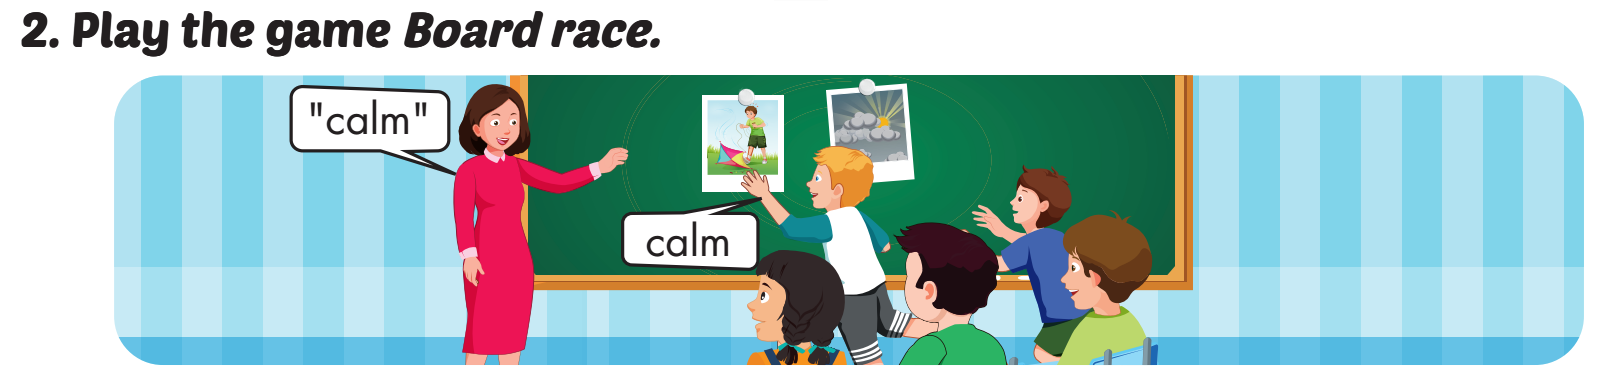 2. Play the game Board race.
"calm"
calm